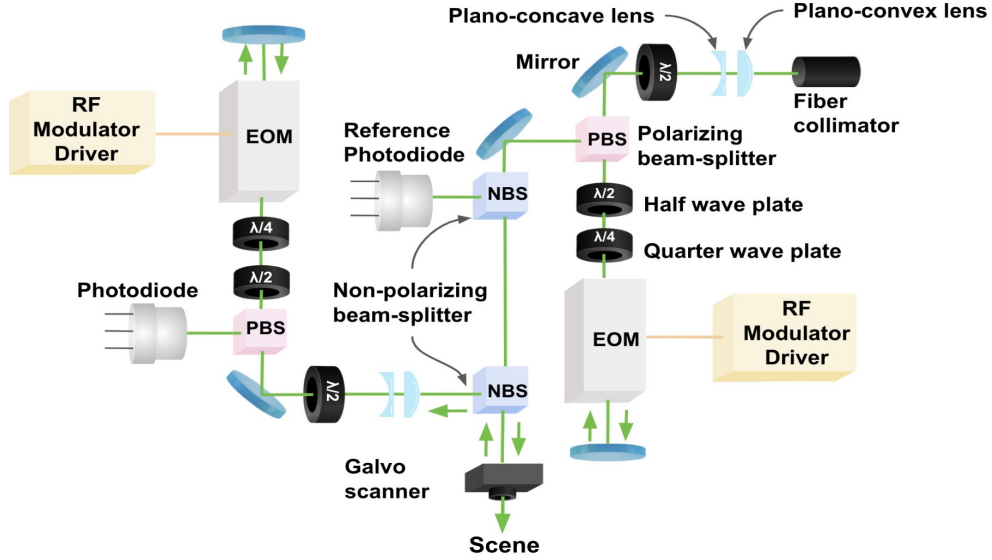 Plano-concave lens
Plano-convex lens
Mirror
λ/2
Fiber
collimator
RF
Modulator
Driver
EOM
Reference
Photodiode
PBS
Polarizing
beam-splitter
NBS
λ/2
Half wave plate
λ/4
λ/4
Quarter wave plate
λ/2
Photodiode
Non-polarizing
beam-splitter
PBS
EOM
RF
Modulator
Driver
λ/2
NBS
Galvo
scanner
Scene